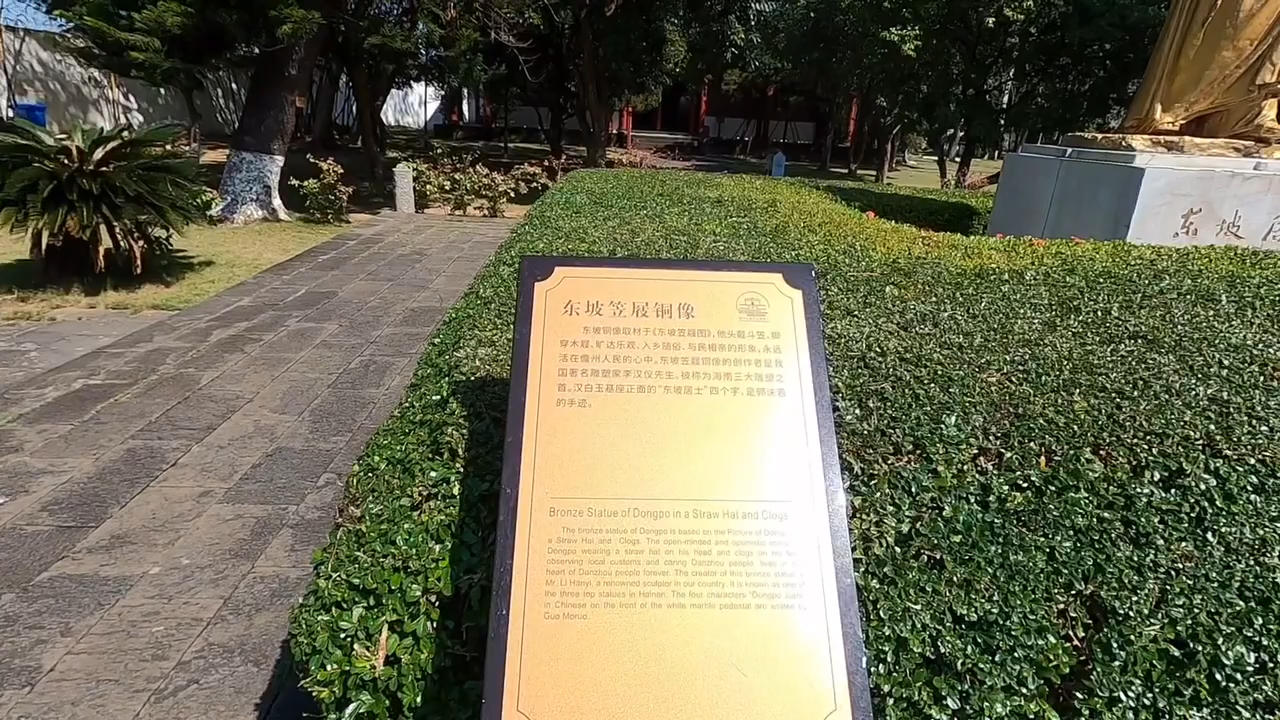 东坡笠屐铜像
东坡铜像取材于《东坡笠屐图》，他头戴斗笠、脚
穿木屐、旷达乐观、入乡随俗、与民相亲的形象，永远
活在儋州人民的心中。东坡笠屐铜像的创作者是我
国著名雕塑家李汉仪先生，被称为海南三大雕塑之
首。汉白玉基座正面的“东坡居士”四个字，是郭沫若
的手迹。
Bronze Statue of Dongpo in a Straw Hat and Clogs
The bronze statue of Dongpo is based on the Picture of
a Straw Hat and Clogs. The open-minded and optimistic
Dongpo wearing a straw hat on his head and clogs on his
observing local customs and caring Danzhou people, lives in
heart of Danzhou people forever. The creator of this bronze statue
Mr. LI Hanyi, a renowned sculptor in our country. It is known as one of
the three top statues in Hainan. The four characters "Dongpo
in Chinese on the front of the white marble pedestal are written by
Guo Moruo.
东坡